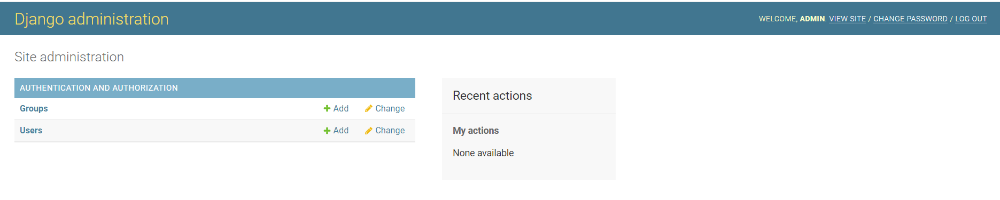 Django administration
WELCOME, ADMIN. VIEW SITE / CHANGE PASSWORD / LOG OUT
Site administration
AUTHENTICATION AND AUTHORIZATION
Groups Add Change
Users Add Change
Recent actions
My actions
None available